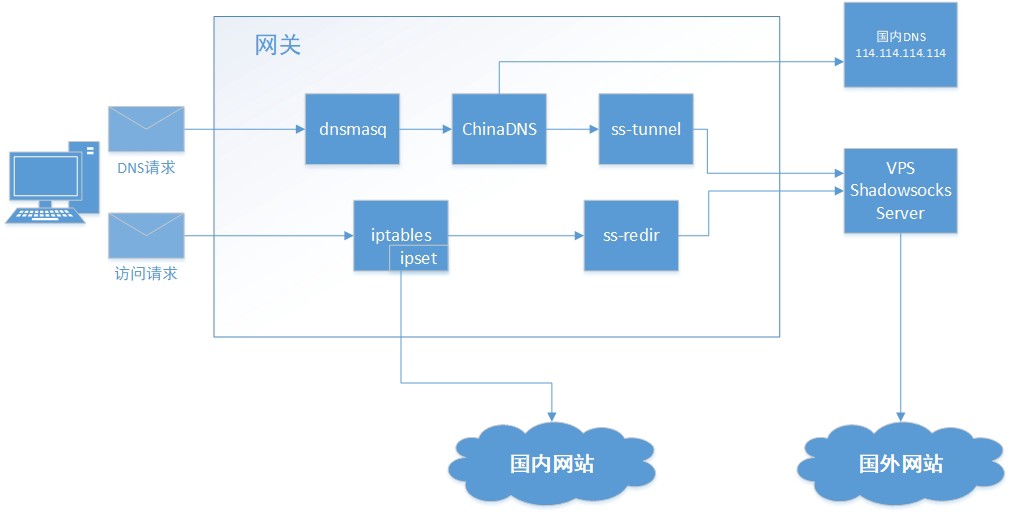 网关
国内DNS
114.114.114.114
dnsmasq
ChinaDNS
ss-tunnel
DNS请求
VPS
Shadowsocks
Server
iptables
ipset
ss-redir
访问请求
国内网站
国外网站